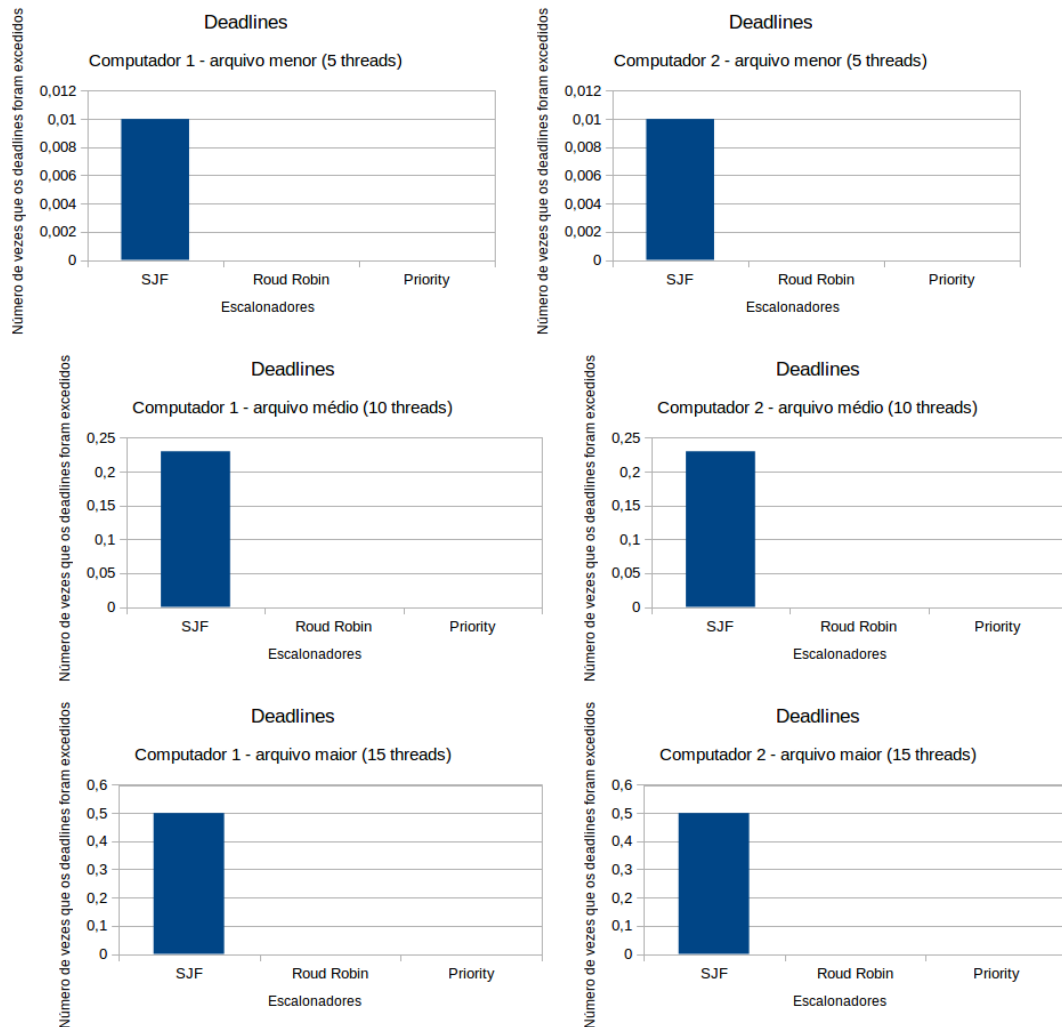 Deadlines
Computador 1 - arquivo menor (5 threads)
Número de vezes que os deadlines foram excedidos
0,012
0,01
0,008
0,006
0,004
0,002
0
SJF Roud Robin Priority
Escalonadores
Deadlines
Computador 2 - arquivo menor (5 threads)
Número de vezes que os deadlines foram excedidos
0,012
0,01
0,008
0,006
0,004
0,002
0
SJF Roud Robin Priority
Escalonadores
Deadlines
Computador 1 - arquivo médio (10 threads)
Número de vezes que os deadlines foram excedidos
0,25
0,2
0,15
0,1
0,05
0
SJF Roud Robin Priority
Escalonadores
Deadlines
Computador 2 - arquivo médio (10 threads)
Número de vezes que os deadlines foram excedidos
0,25
0,2
0,15
0,1
0,05
0
SJF Roud Robin Priority
Escalonadores
Deadlines
Computador 1 - arquivo maior (15 threads)
Número de vezes que os deadlines foram excedidos
0,6
0,5
0,4
0,3
0,2
0,1
0
SJF Roud Robin Priority
Escalonadores
Deadlines
Computador 2 - arquivo maior (15 threads)
Número de vezes que os deadlines foram excedidos
0,6
0,5
0,4
0,3
0,2
0,1
0
SJF Roud Robin Priority
Escalonadores